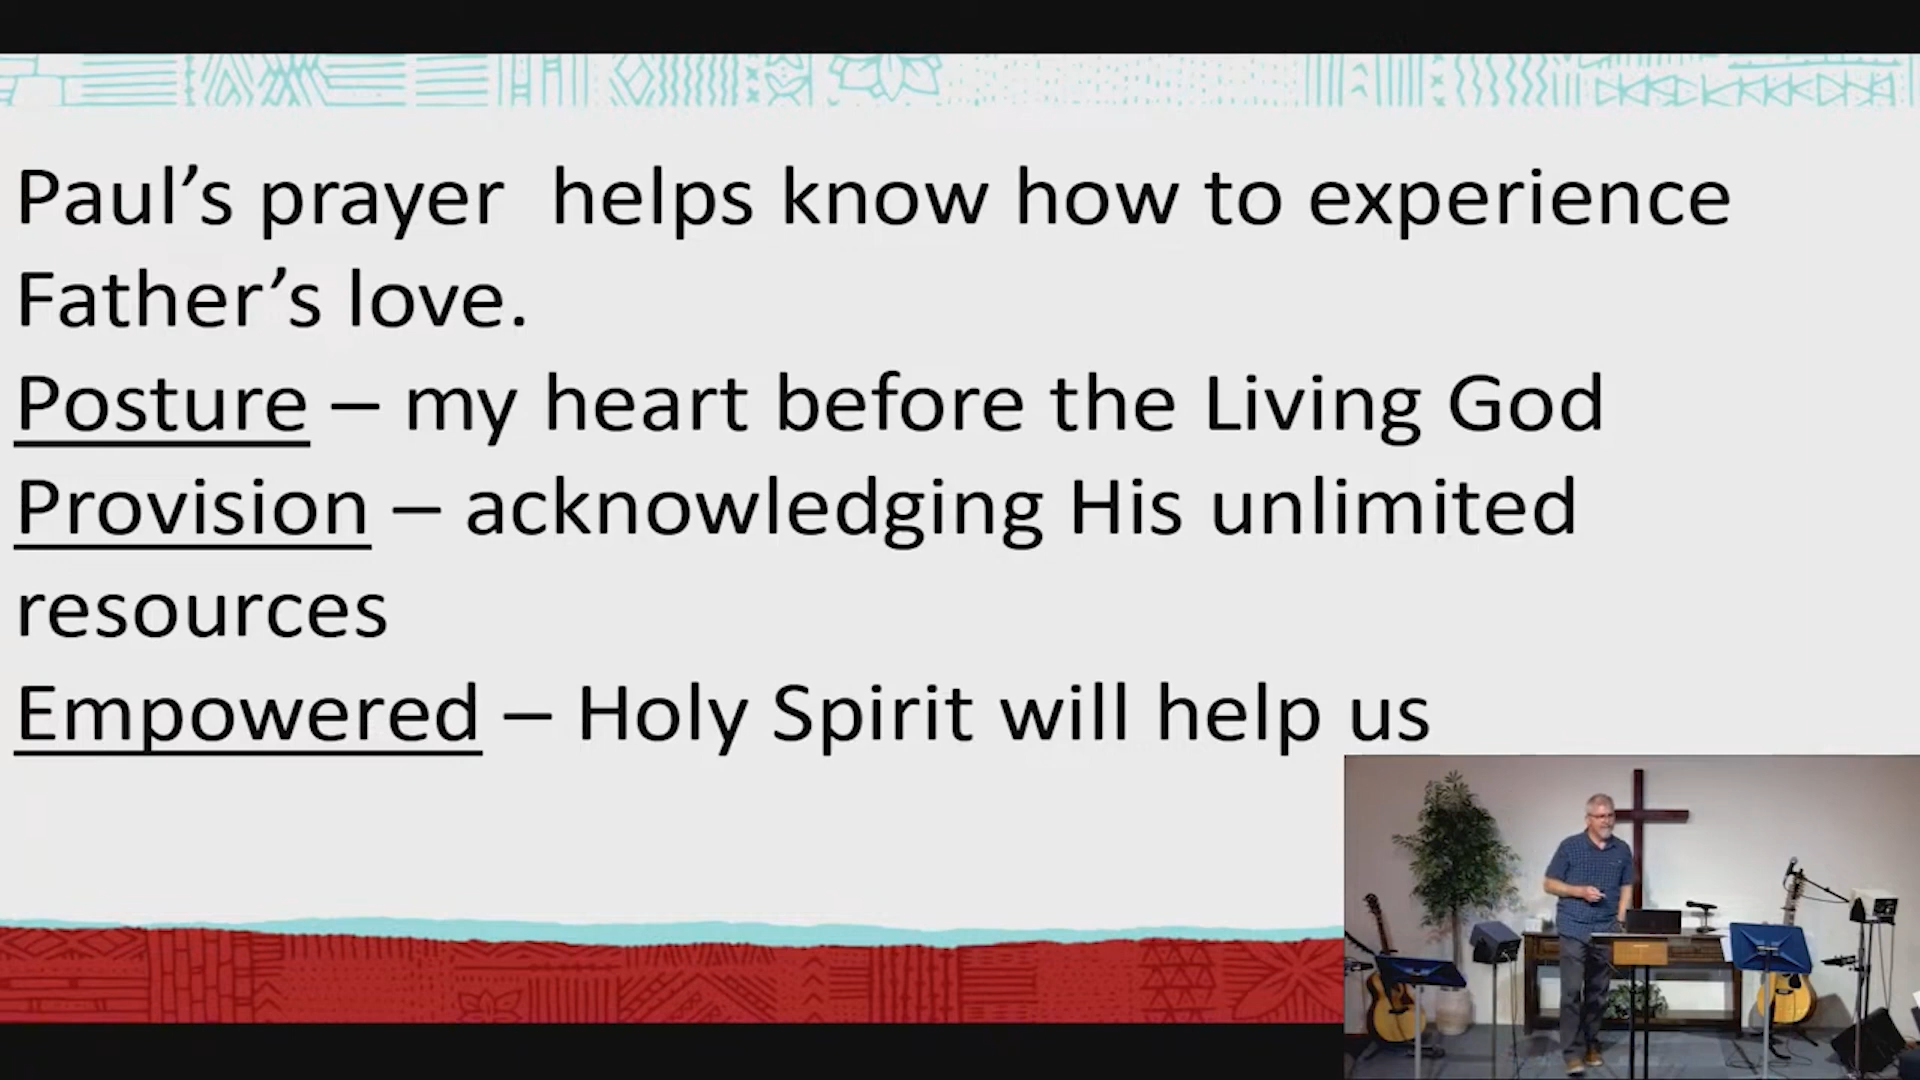 Paul’s prayer  helps know how to experience
Father’s love.
Posture – my heart before the Living God
Provision – acknowledging His unlimited
resources
Empowered – Holy Spirit will help us